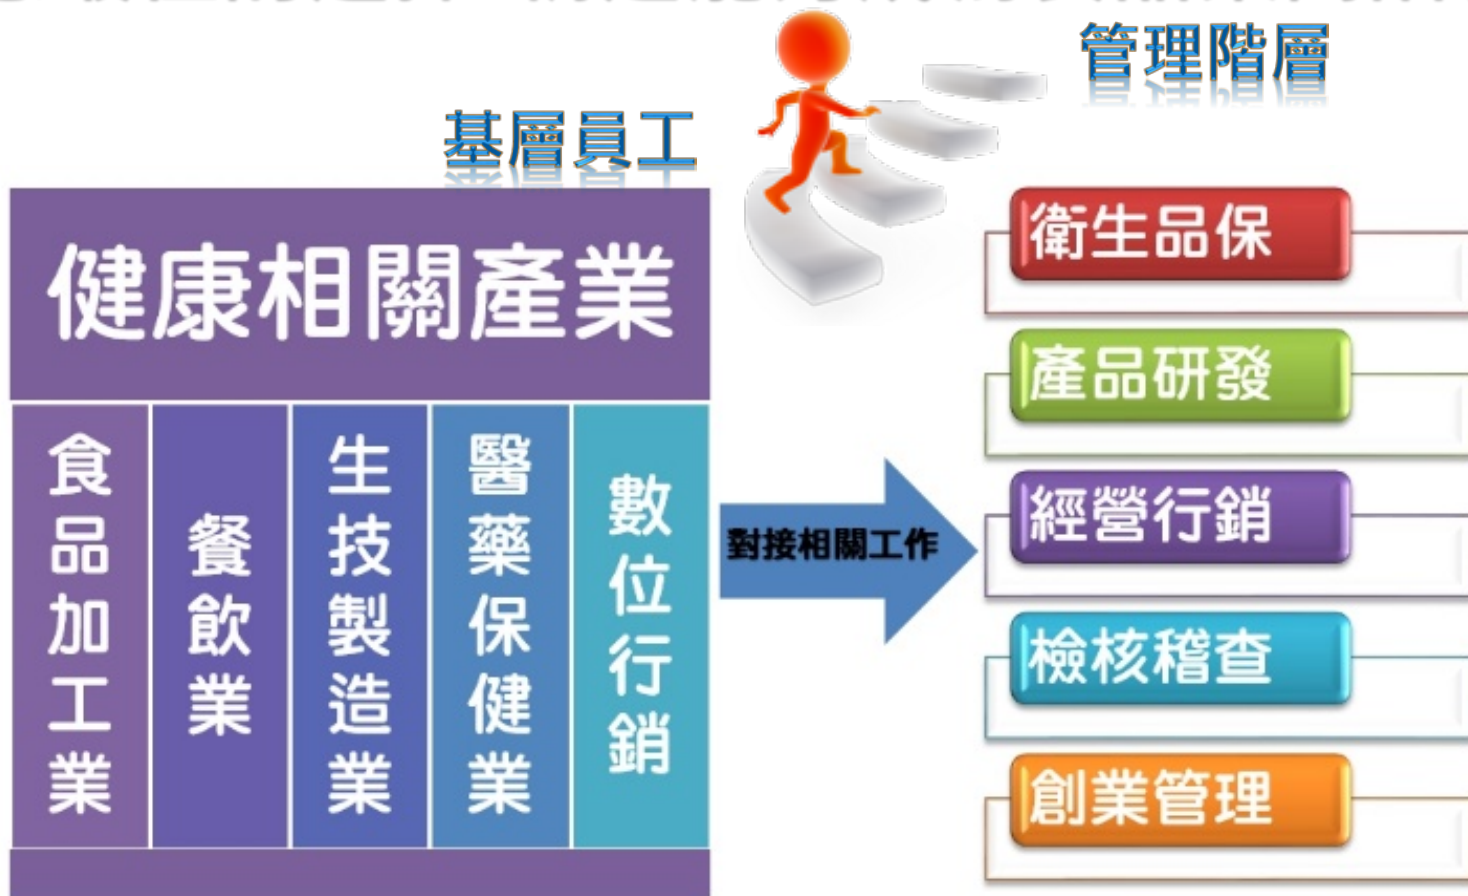 管理階層
基層員工
健康相關產業
食品加工業
餐飲業
生技製造業
醫藥保健業
數位行銷
對接相關工作
衛生品保
產品研發
經營行銷
檢核稽查
創業管理